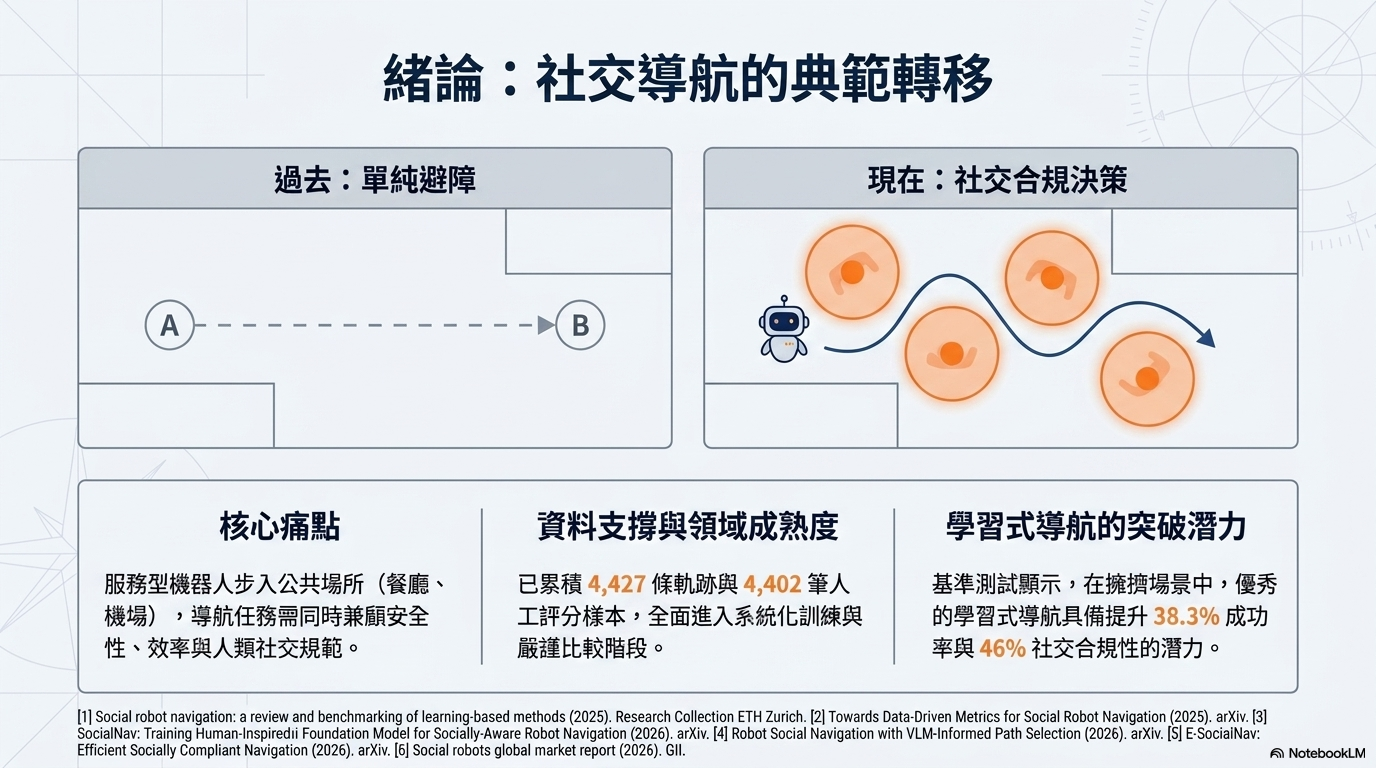 緒論：社交導航的典範轉移
過去：單純避障
A
B
現在：社交合規決策
核心痛點
服務型機器人步入公共場所（餐廳、
機場），導航任務需同時兼顧安全
性、效率與人類社交規範。
資料支撐與領域成熟度
已累積 4,427 條軌跡與 4,402 筆人
工評分樣本，全面進入系統化訓練與
嚴謹比較階段。
學習式導航的突破潛力
基準測試顯示，在擁擠場景中，優秀
的學習式導航具備提升 38.3% 成功
率與 46% 社交合規性的潛力。
[1] Social robot navigation: a review and benchmarking of learning-based methods (2025). Research Collection ETH Zurich. [2] Towards Data-Driven Metrics for Social Robot Navigation (2025). arXiv. [3]
SocialNav: Training Human-Inspiredıi Foundation Model for Socially-Aware Robot Navigation (2026). arXiv. [4] Robot Social Navigation with VLM-Informed Path Selection (2026). arXiv. [S] E-SocialNav:
Efficient Socially Compliant Navigation (2026). arXiv. [6] Social robots global market report (2026). GII.
NotebookLM